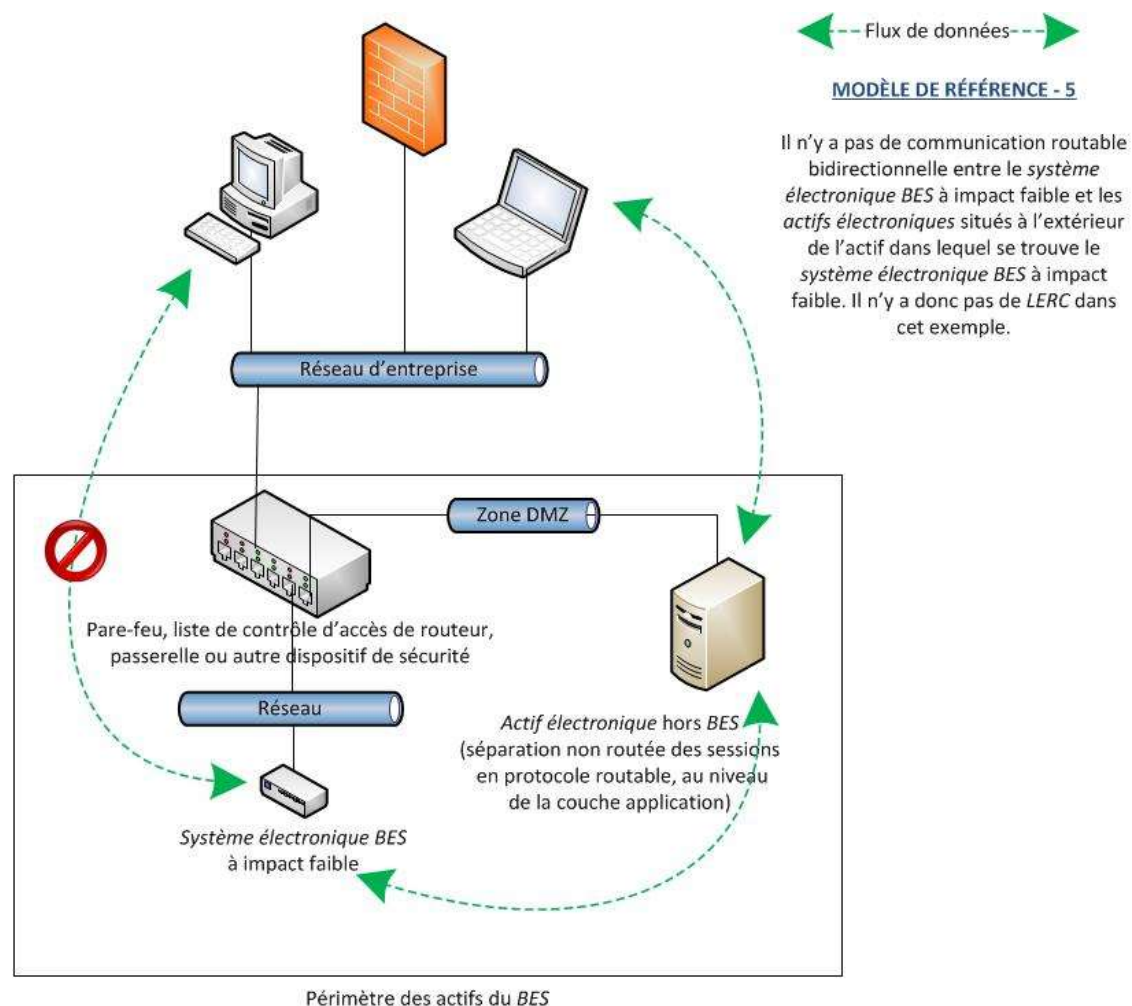 Flux de données
MODÈLE DE RÉFÉRENCE - 5
Il n’y a pas de communication routable
bidirectionnelle entre le système
électronique BES à impact faible et les
actifs électroniques situés à l’extérieur
de l’actif dans lequel se trouve le
système électronique BES à impact
faible. Il n’y a donc pas de LERC dans
cet exemple.
Réseau d’entreprise
Zone DMZ
Pare-feu, liste de contrôle d’accès de routeur,
passerelle ou autre dispositif de sécurité
Réseau
Actif électronique hors BES
(séparation non routée des sessions
en protocole routable, au niveau
de la couche application)
Système électronique BES
à impact faible
Périmètre des actifs du BES